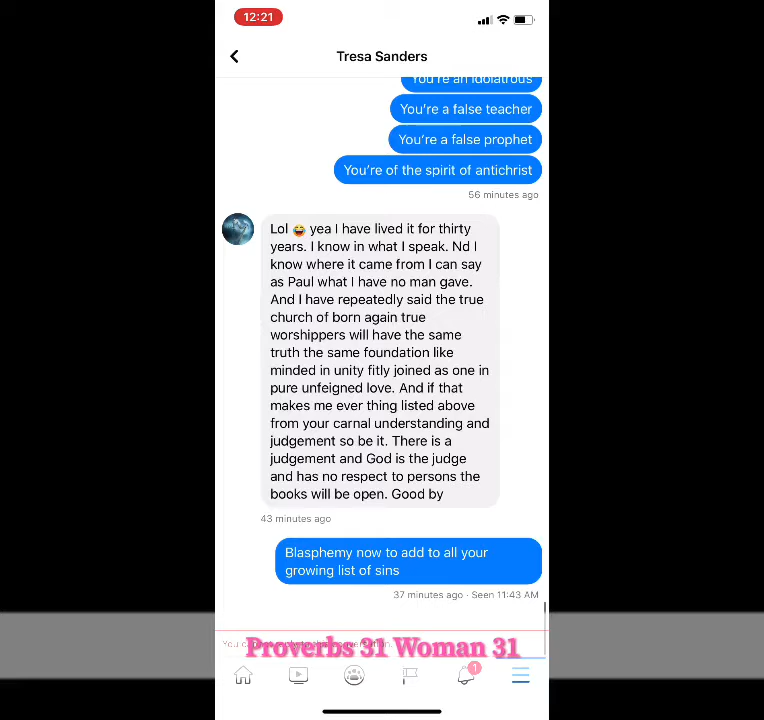 12:21
Tresa Sanders
You're an idolatrous
You're a false teacher
You're a false prophet
You're of the spirit of antichrist
56 minutes ago
Lol 😂 yea I have lived it for thirty
years. I know in what I speak. Nd I
know where it came from I can say
as Paul what I have no man gave.
And I have repeatedly said the true
church of born again true
worshippers will have the same
truth the same foundation like
minded in unity fitly joined as one in
pure unfeigned love. And if that
makes me ever thing listed above
from your carnal understanding and
judgement so be it. There is a
judgement and God is the judge
and has no respect to persons the
books will be open. Good by
43 minutes ago
Blasphemy now to add to all your
growing list of sins
37 minutes ago · Seen 11:43 AM
You conversation.
Proverbs 31 Woman 31
1